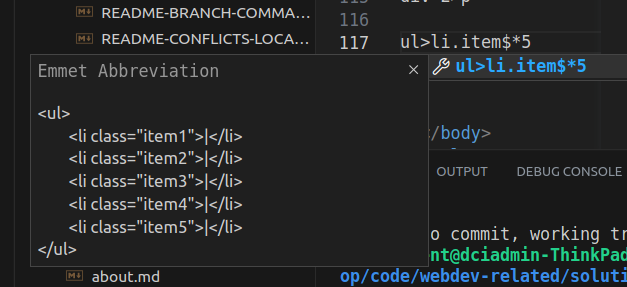 README-BRANCH-COMMA...
README-CONFLICTS-LOCA...
116
117 ul>li.item$*5
Emmet Abbreviation
ul>li.item$*5
<ul>
<li class="item1">|</li>
<li class="item2">|</li>
<li class="item3">|</li>
<li class="item4">|</li>
<li class="item5">|</li>
</ul>
/body>
OUTPUT DEBUG CONSOLE
o commit, working tr
nt@dciadmin-ThinkPad
about.md
op/code/webdev-related/soluti